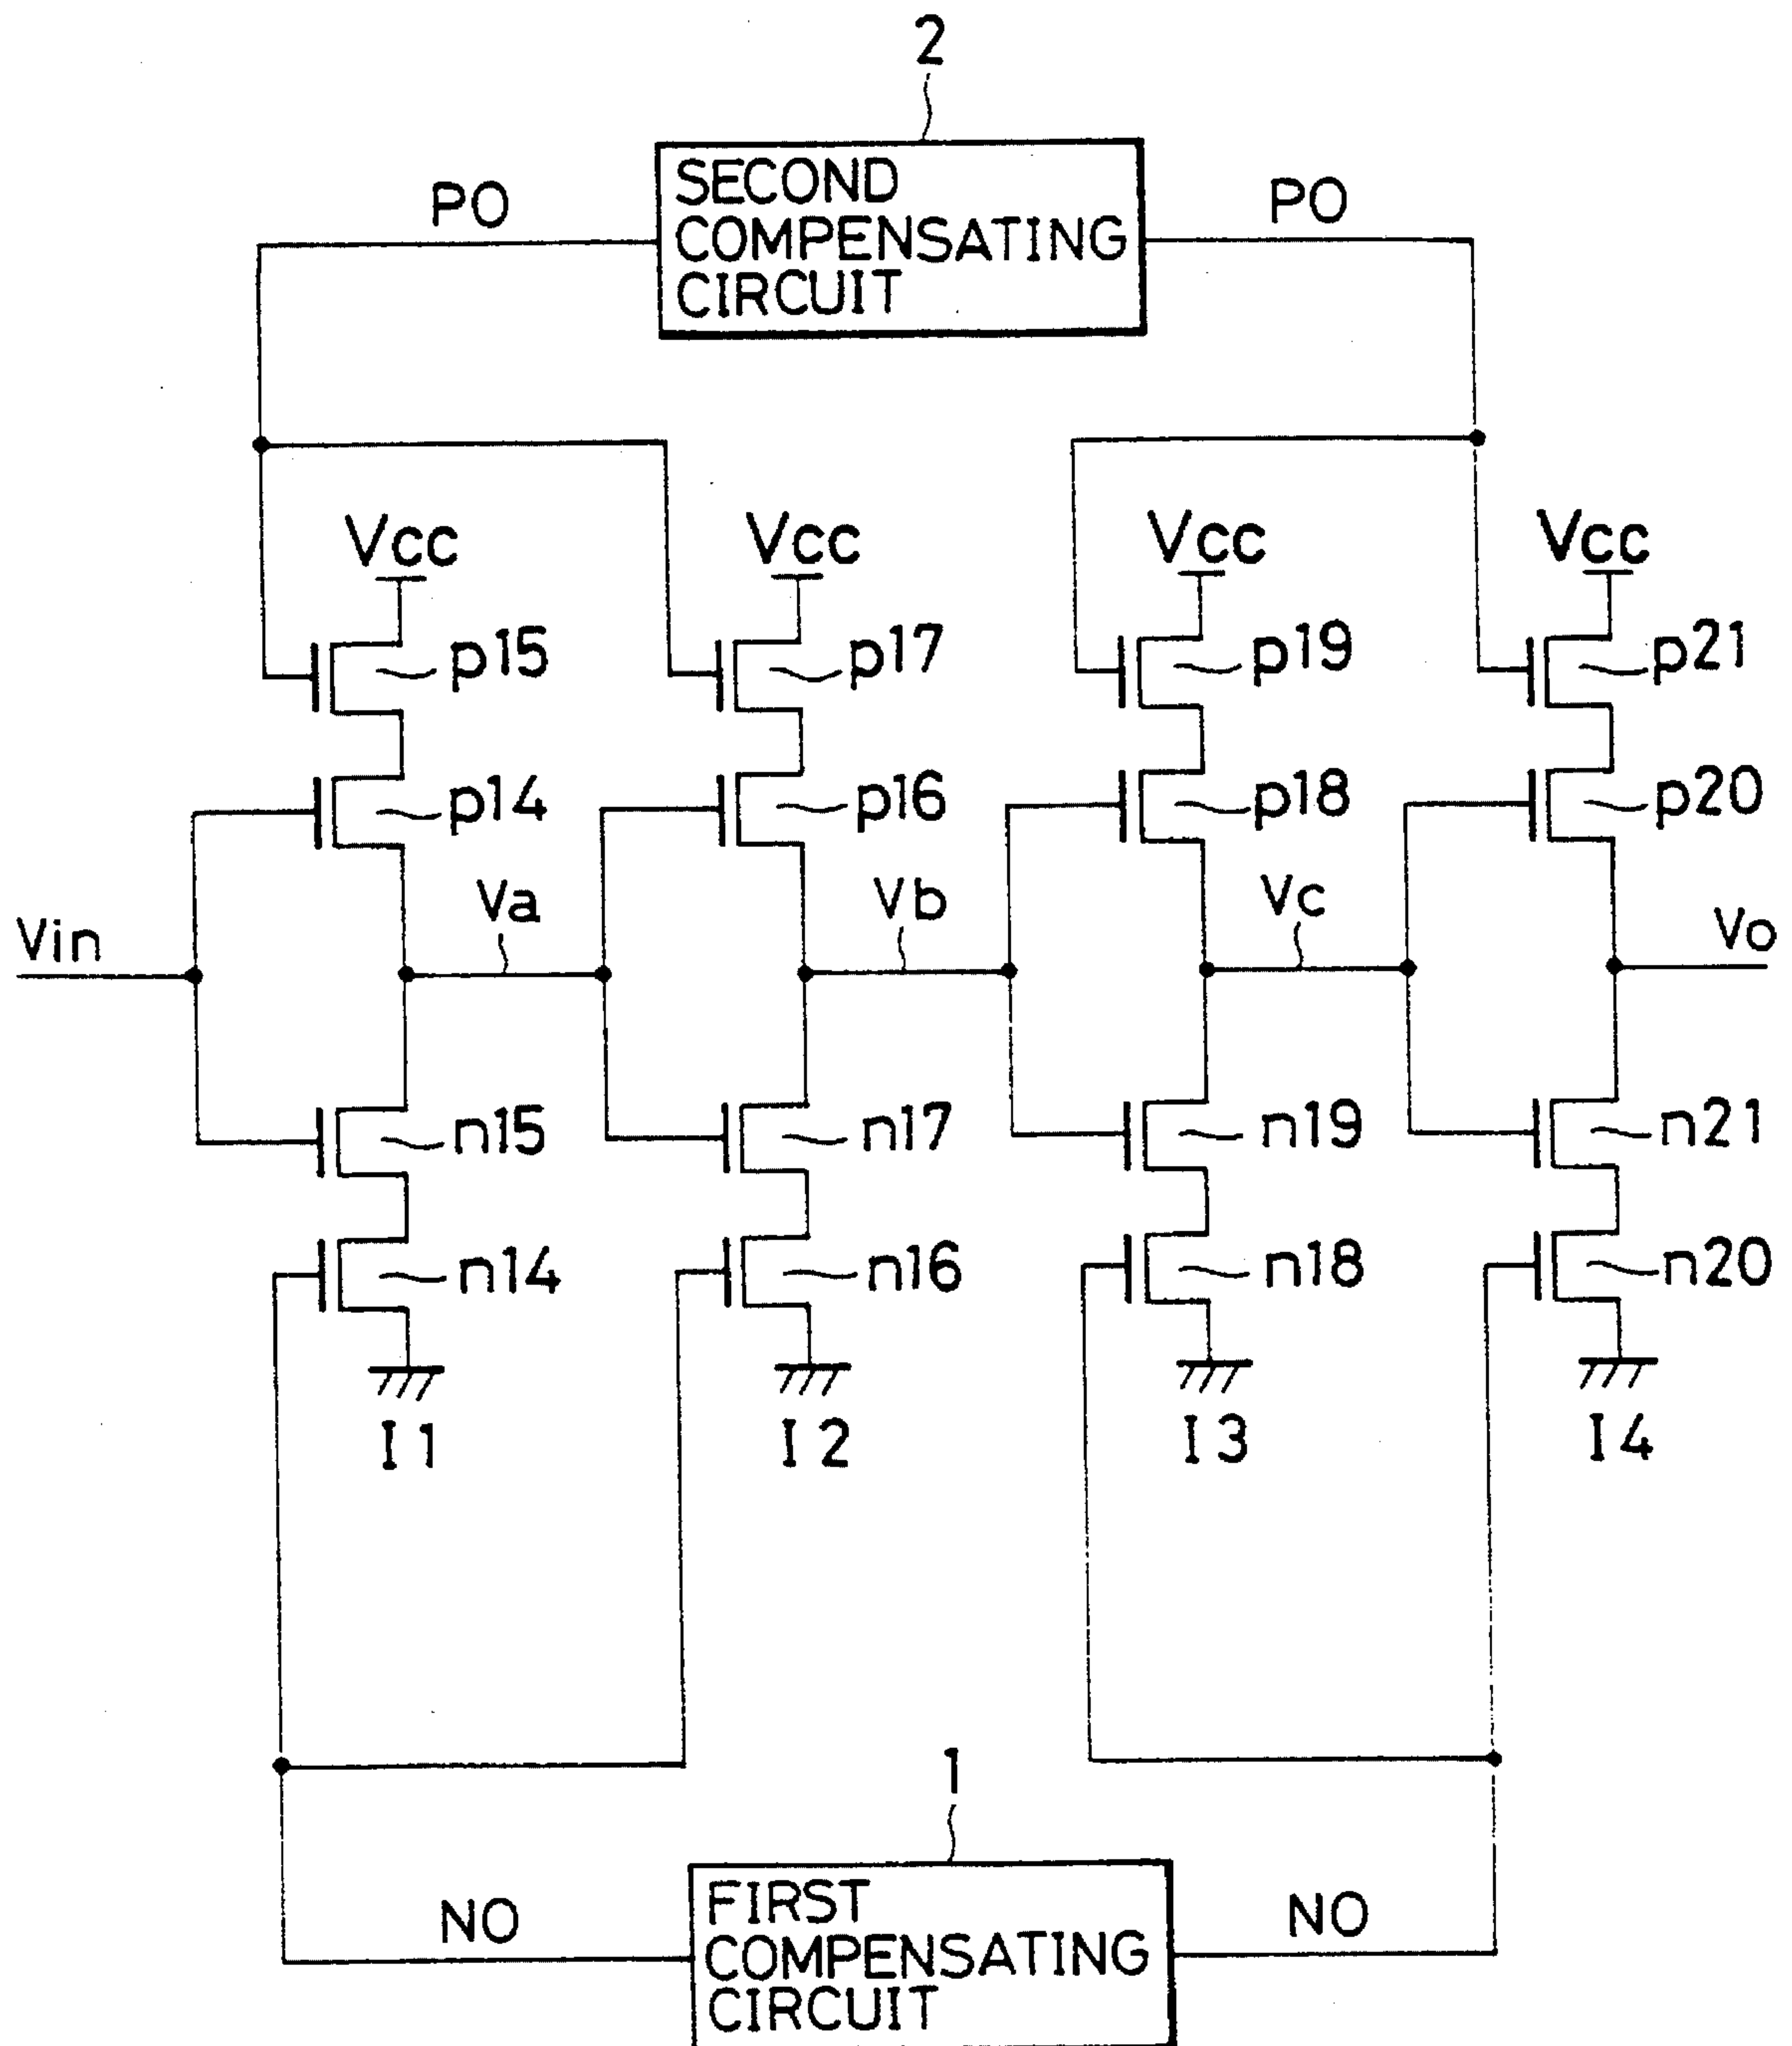 2
SECOND
COMPENSATING
CIRCUIT
PO
PO
Vcc
Vcc
Vcc
Vcc
p15
p17
p19
p21
p14
p16
p18
p20
Vin
Va
Vb
Vc
Vo
n15
n17
n19
n21
n14
n16
n18
n20
I1
I2
I3
I4
1
FIRST
COMPENSATING
CIRCUIT
NO
NO